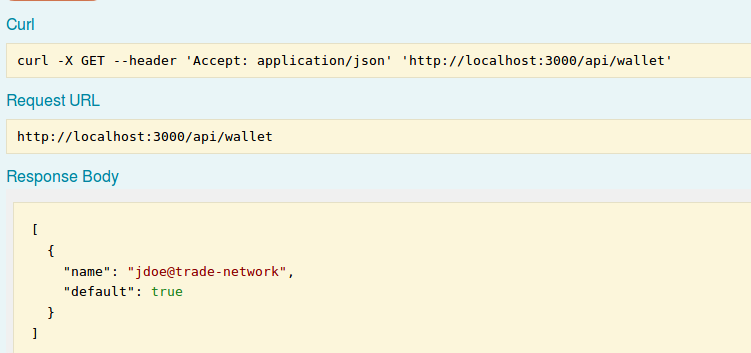 Curl
curl -X GET --header 'Accept: application/json' 'http://localhost:3000/api/wallet'
Request URL
http://localhost:3000/api/wallet
Response Body
[
  {
    "name": "jdoe@trade-network",
    "default": true
  }
]